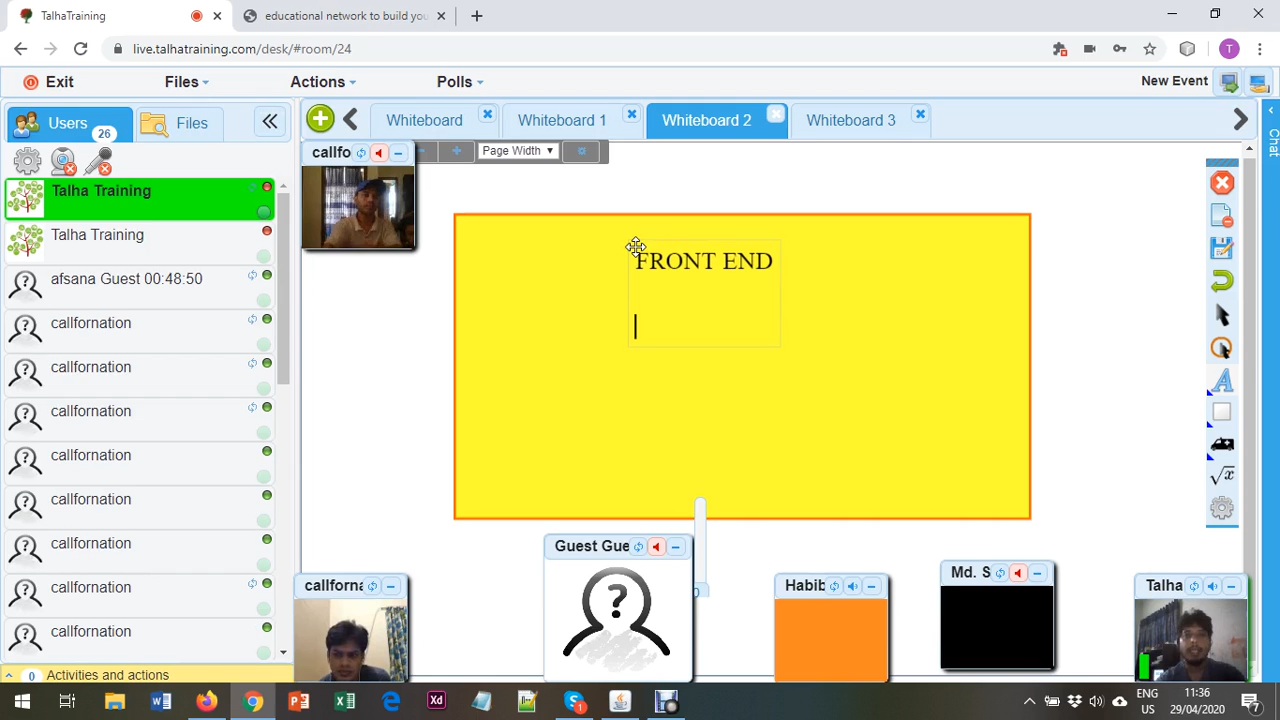 TalhaTraining
educational network to build you
live.talhatraining.com/desk/#room/24
T
Exit
Files
Actions
Polls
New Event
Users
26
Files
Whiteboard
Whiteboard 1
Whiteboard 2
Whiteboard 3
Chat
callfo
Page Width
Talha Training
Talha Training
afsana Guest 00:48:50
callfornation
callfornation
callfornation
callfornation
callfornation
callfornation
callfornation
callfornation
FRONT END
A
√x
Guest Gue
callforna
Habib
Md. S
Talha
0 Activities and actions
ENG
11:36
29/04/2020
7